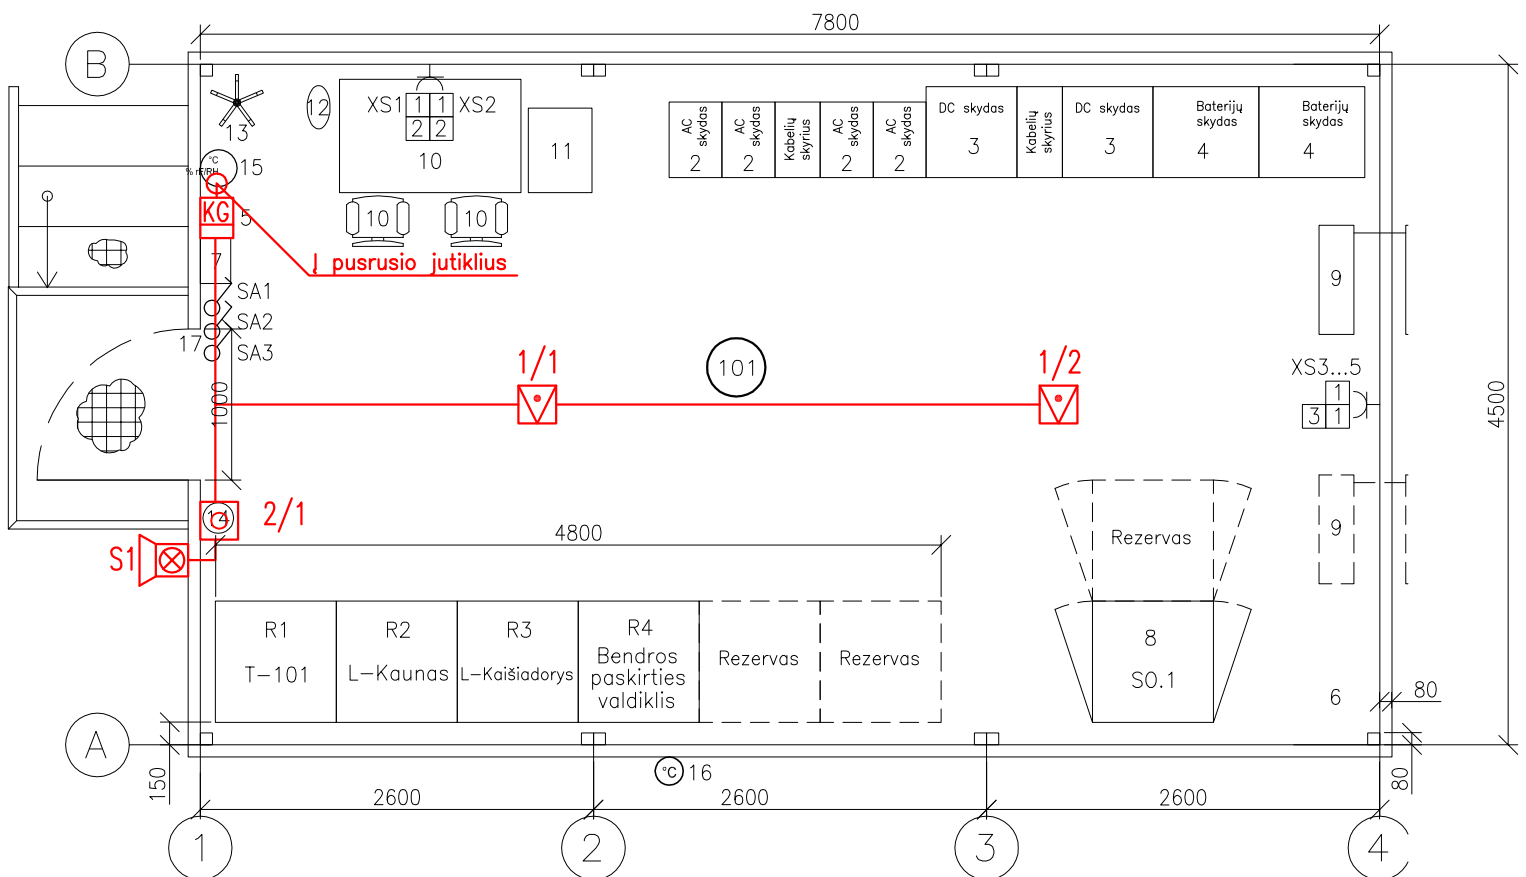 7800
B
13
12
XS1
1
1
XS2
2
2
10
11
AC skydas
2
AC skydas
2
Kabelių skyrius
AC skydas
2
AC skydas
2
DC skydas
3
Kabelių skyrius
DC skydas
3
Baterijų
skydas
4
Baterijų
skydas
4
°C
% rF/RH
15
KG
5
10
10
7
Į pusrusio jutiklius
SA1
SA2
17
SA3
1000
1/1
101
1/2
9
XS3...5
1
3
1
4500
14
2/1
S1
4800
Rezervas
9
R1
T-101
R2
L-Kaunas
R3
L-Kaišiadorys
R4
Bendros
paskirties
valdiklis
Rezervas
Rezervas
8
SO.1
6
80
A
150
°C
16
80
2600
2600
2600
1
2
3
4